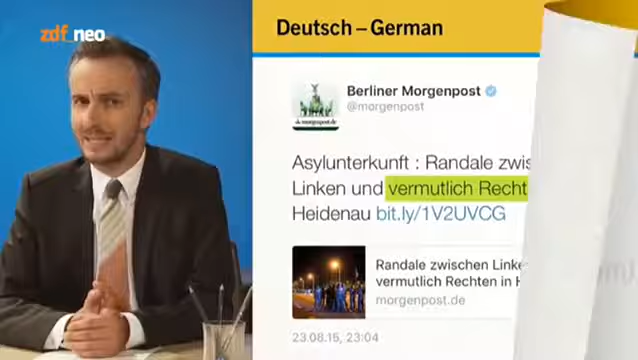 zdf_neo
Deutsch – German
Berliner Morgenpost
@morgenpost
morgenpost.de
Asylunterkunft : Randale zwis
Linken und vermutlich Recht
Heidenau bit.ly/1V2UVCG
Randale zwischen Linke
vermutlich Rechten in H
morgenpost.de
23.08.15, 23:04